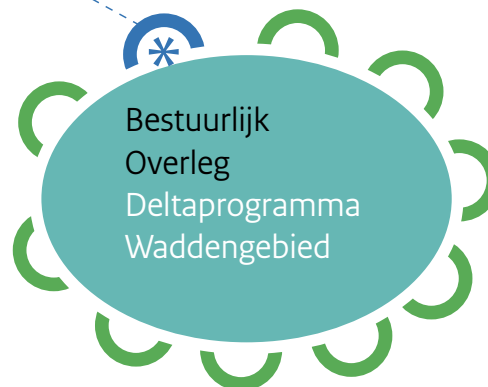 *
Bestuurlijk
Overleg
Deltaprogramma
Waddengebied